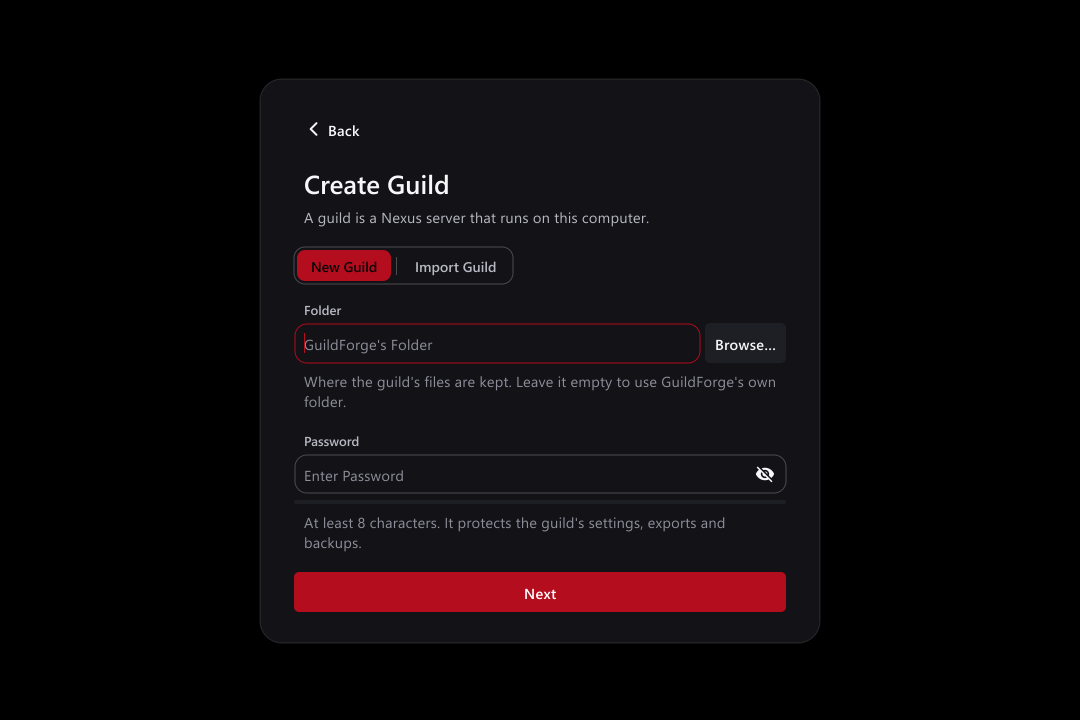 Back
Create Guild
A guild is a Nexus server that runs on this computer.
New Guild
Import Guild
Folder
GuildForge's Folder
Browse...
Where the guild's files are kept. Leave it empty to use GuildForge's own
folder.
Password
Enter Password
At least 8 characters. It protects the guild's settings, exports and
backups.
Next